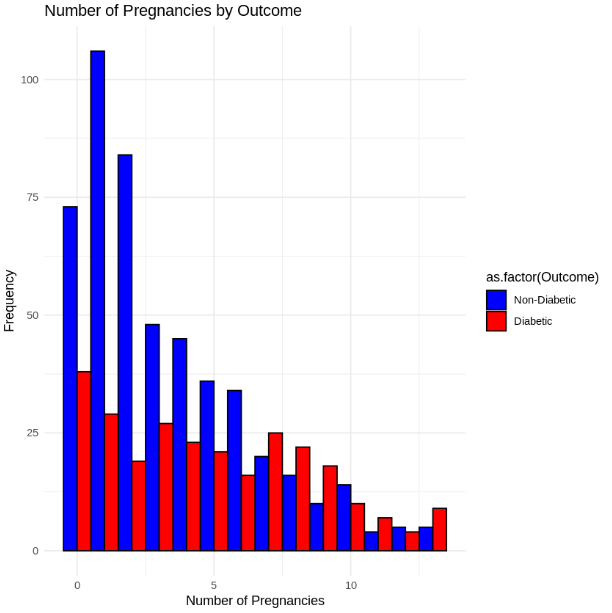 Number of Pregnancies by Outcome
100
75
50
25
0
Frequency
0
5
10
Number of Pregnancies
as.factor(Outcome)
Non-Diabetic
Diabetic